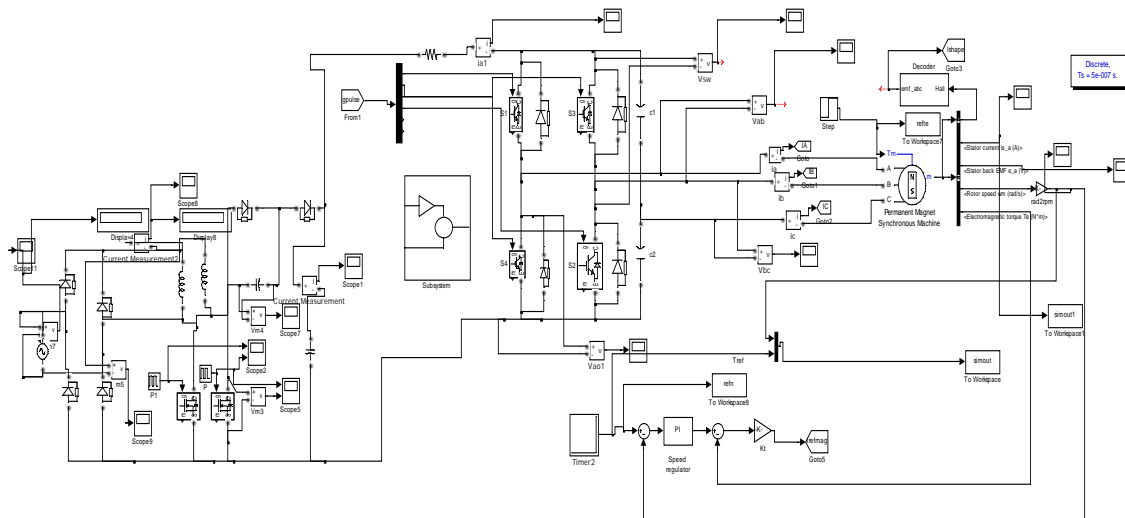 Discrete,
Ts = 5e-007 s.
ia1
Vsw
Vab
gpulse
From1
S1
S3
c1
Step
Decoder
emf_abc
Hall
Ishape
Goto3
refte
To Workspace7
<Stator current is_a (A)>
<Stator back EMF e_a (V)>
<Rotor speed wm (rad/s)>
<Electromagnetic torque Te (N*m)>
rad2rpm
Tm
A
B
C
m
N
S
Permanent Magnet
Synchronous Machine
ia
IA
Goto
ib
IB
Goto1
ic
IC
Goto2
Vbc
c2
S4
S2
Subsystem
Scope8
Display8
Scope11
Current Measurement2
Current Measurement
Scope1
Vm4
Scope7
Scope2
Vm3
Scope5
P1
P
m5
Scope9
Vao1
Tref
simout1
To Workspace1
simout
To Workspace
refn
To Workspace8
Timer2
PI
Speed
regulator
-K-
Kt
refmag
Goto5